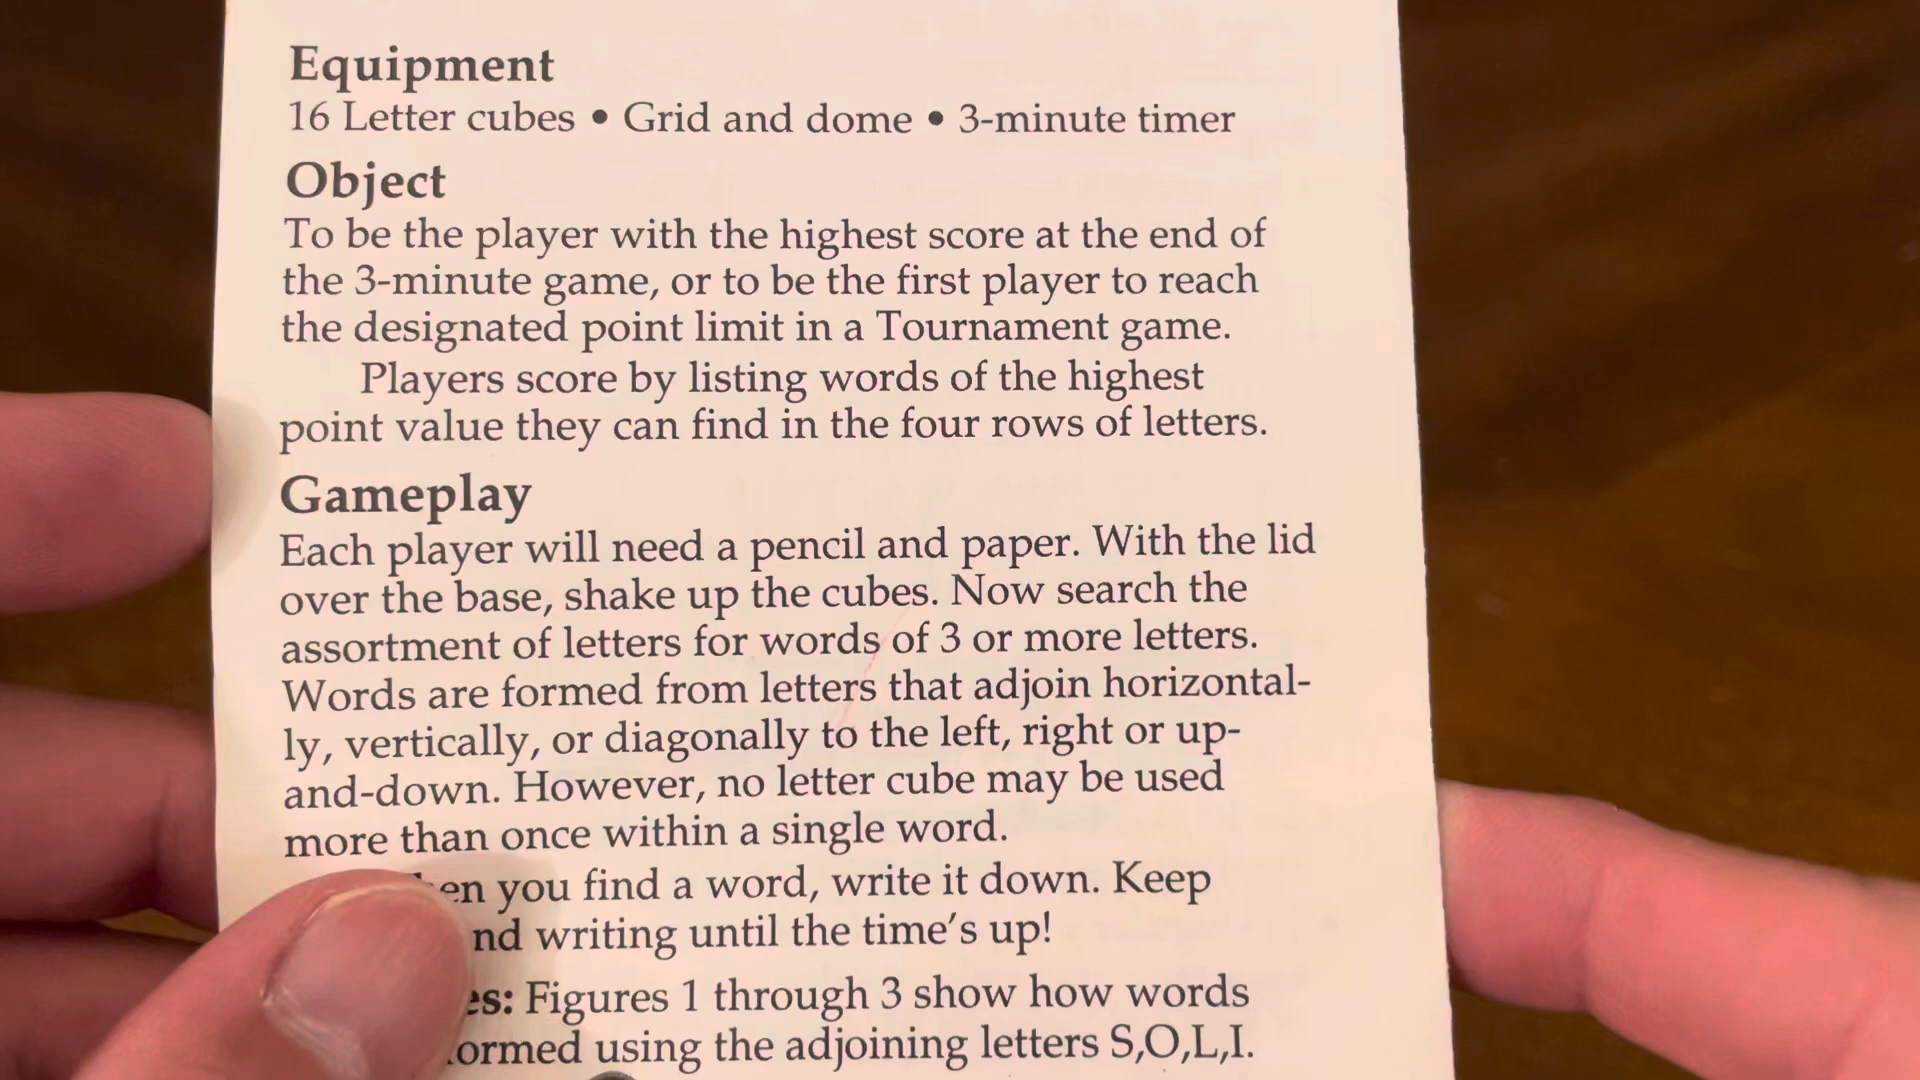 Equipment
16 Letter cubes • Grid and dome • 3-minute timer
Object
To be the player with the highest score at the end of
the 3-minute game, or to be the first player to reach
the designated point limit in a Tournament game.
Players score by listing words of the highest
point value they can find in the four rows of letters.
Gameplay
Each player will need a pencil and paper. With the lid
over the base, shake up the cubes. Now search the
assortment of letters for words of 3 or more letters.
Words are formed from letters that adjoin horizontal-
ly, vertically, or diagonally to the left, right or up-
and-down. However, no letter cube may be used
more than once within a single word.
you find a word, write it down. Keep
writing until the time's up!
Figures 1 through 3 show how words
using the adjoining letters S,O,L,I.